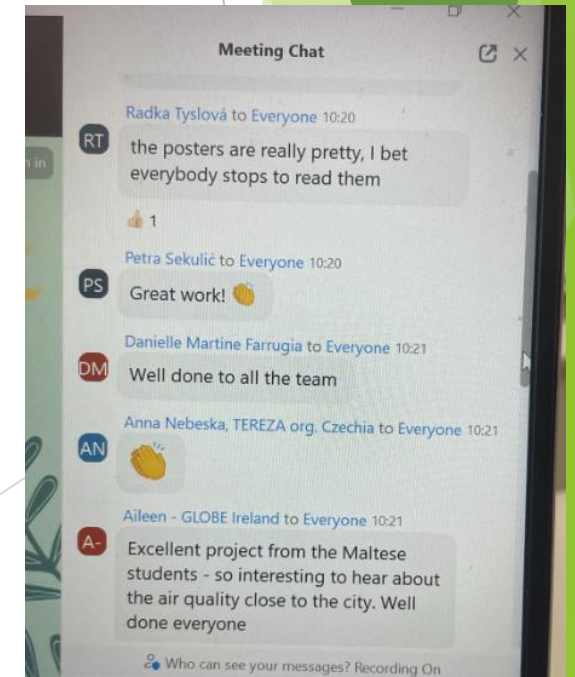 Meeting Chat
Radka Tyslová to Everyone 10:20
RT
the posters are really pretty, I bet
everybody stops to read them
1
Petra Sekulić to Everyone 10:20
PS
Great work!
Danielle Martine Farrugia to Everyone 10:21
DM
Well done to all the team
Anna Nebeska, TEREZA org. Czechia to Everyone 10:21
AN
Aileen - GLOBE Ireland to Everyone 10:21
A-
Excellent project from the Maltese
students - so interesting to hear about
the air quality close to the city. Well
done everyone
Who can see your messages? Recording On